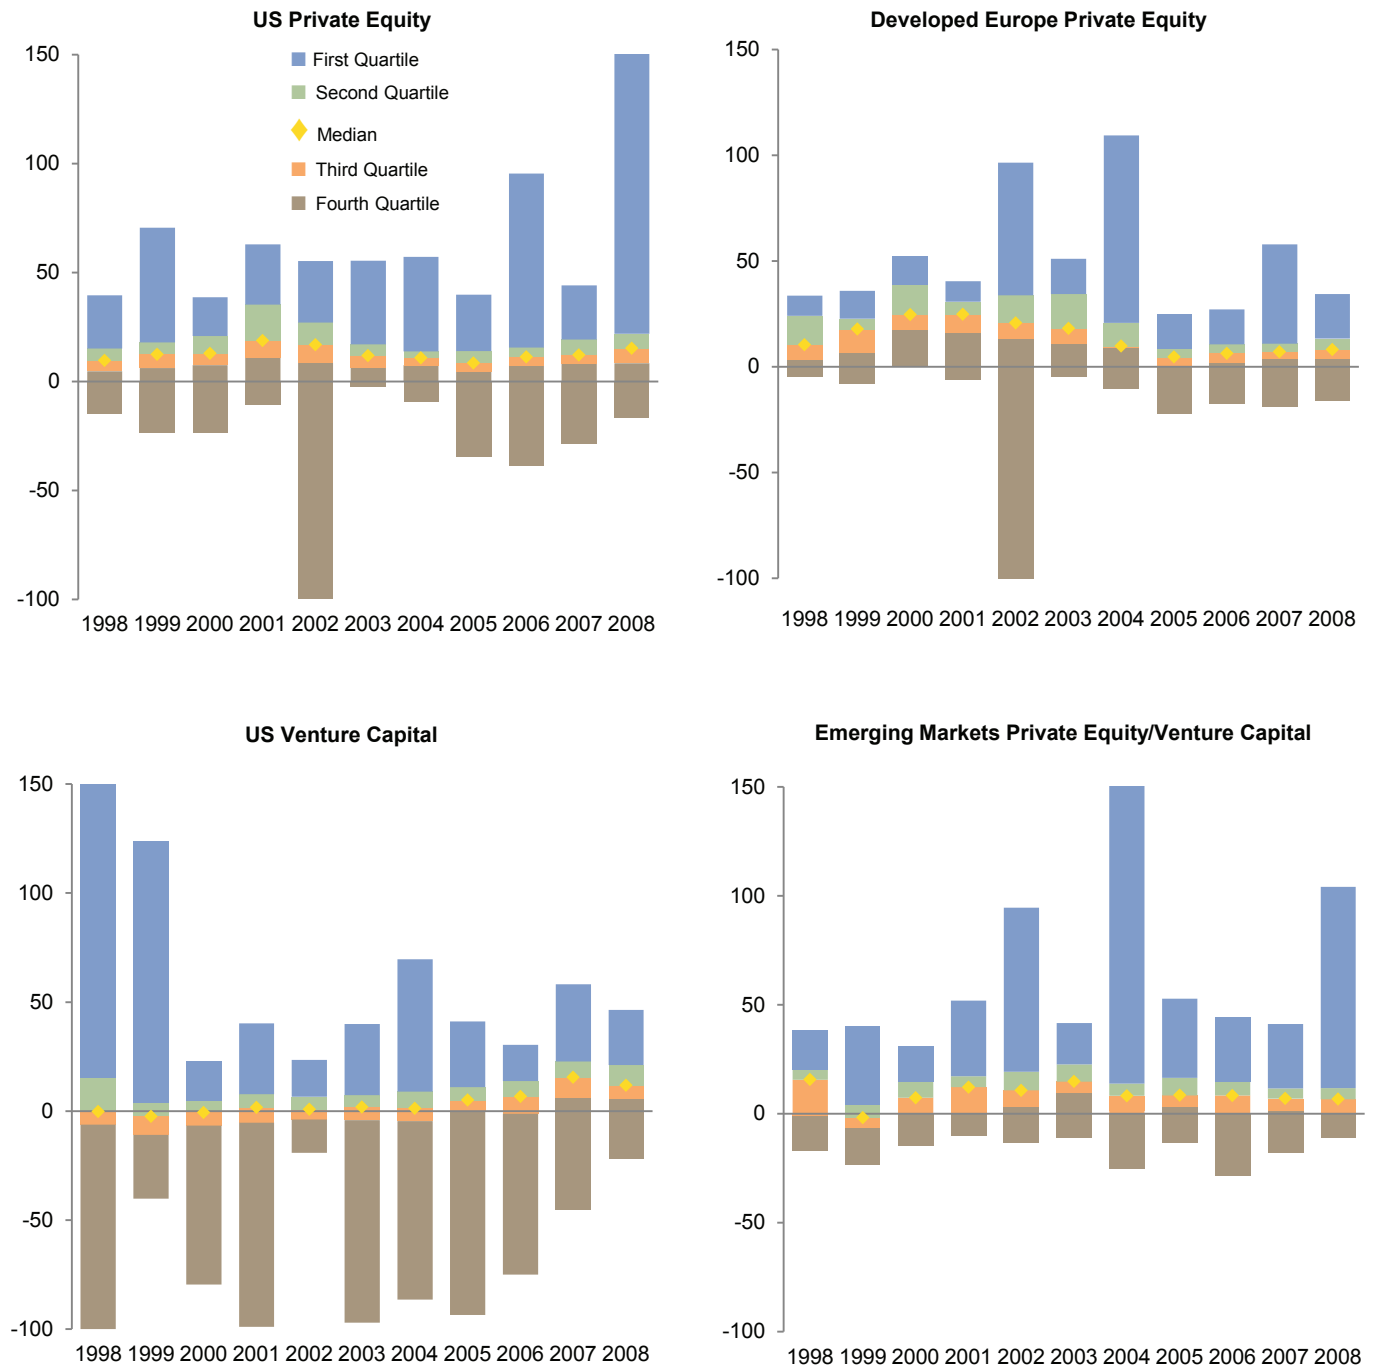 US Private Equity
150
100
50
0
-50
-100
First Quartile
Second Quartile
Median
Third Quartile
Fourth Quartile
1998 1999 2000 2001 2002 2003 2004 2005 2006 2007 2008
Developed Europe Private Equity
150
100
50
0
-50
-100
1998 1999 2000 2001 2002 2003 2004 2005 2006 2007 2008
US Venture Capital
150
100
50
0
-50
-100
1998 1999 2000 2001 2002 2003 2004 2005 2006 2007 2008
Emerging Markets Private Equity/Venture Capital
150
100
50
0
-50
-100
1998 1999 2000 2001 2002 2003 2004 2005 2006 2007 2008